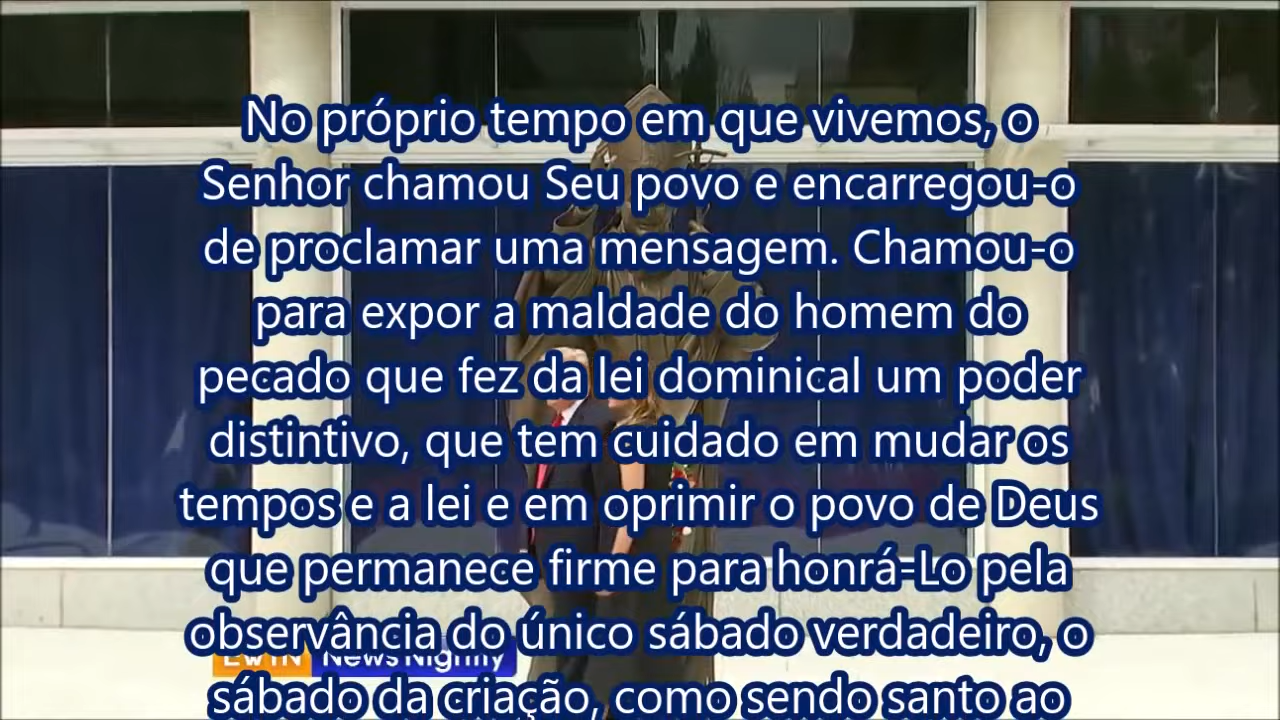 No próprio tempo em que vivemos, o
Senhor chamou Seu povo e encarregou-o
de proclamar uma mensagem. Chamou-o
para expor a maldade do homem do
pecado que fez da lei dominical um poder
distintivo, que tem cuidado em mudar os
tempos e a lei e em oprimir o povo de Deus
que permanece firme para honrá-Lo pela
observância do único sábado verdadeiro, o
EWTN News Nightly
sábado da criação, como sendo santo ao